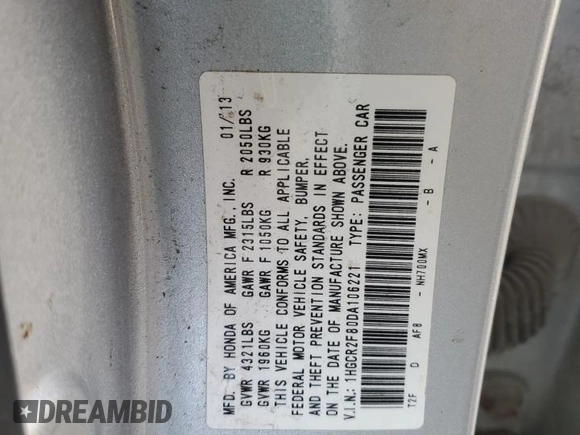 MFD. BY HONDA OF AMERICA MFG., INC. 01/13
GVWR 4321LBS GAWR F 2315LBS R 2050LBS
GVWR 1960KG GAWR F 1050KG R 930KG
THIS VEHICLE CONFORMS TO ALL APPLICABLE
FEDERAL MOTOR VEHICLE SAFETY, BUMPER,
AND THEFT PREVENTION STANDARDS IN EFFECT
ON THE DATE OF MANUFACTURE SHOWN ABOVE.
V.I.N.: 1HGCR2F80DA106221 TYPE: PASSENGER CAR
T2F D AF8 - NH700MX - B - A
DREAMBID